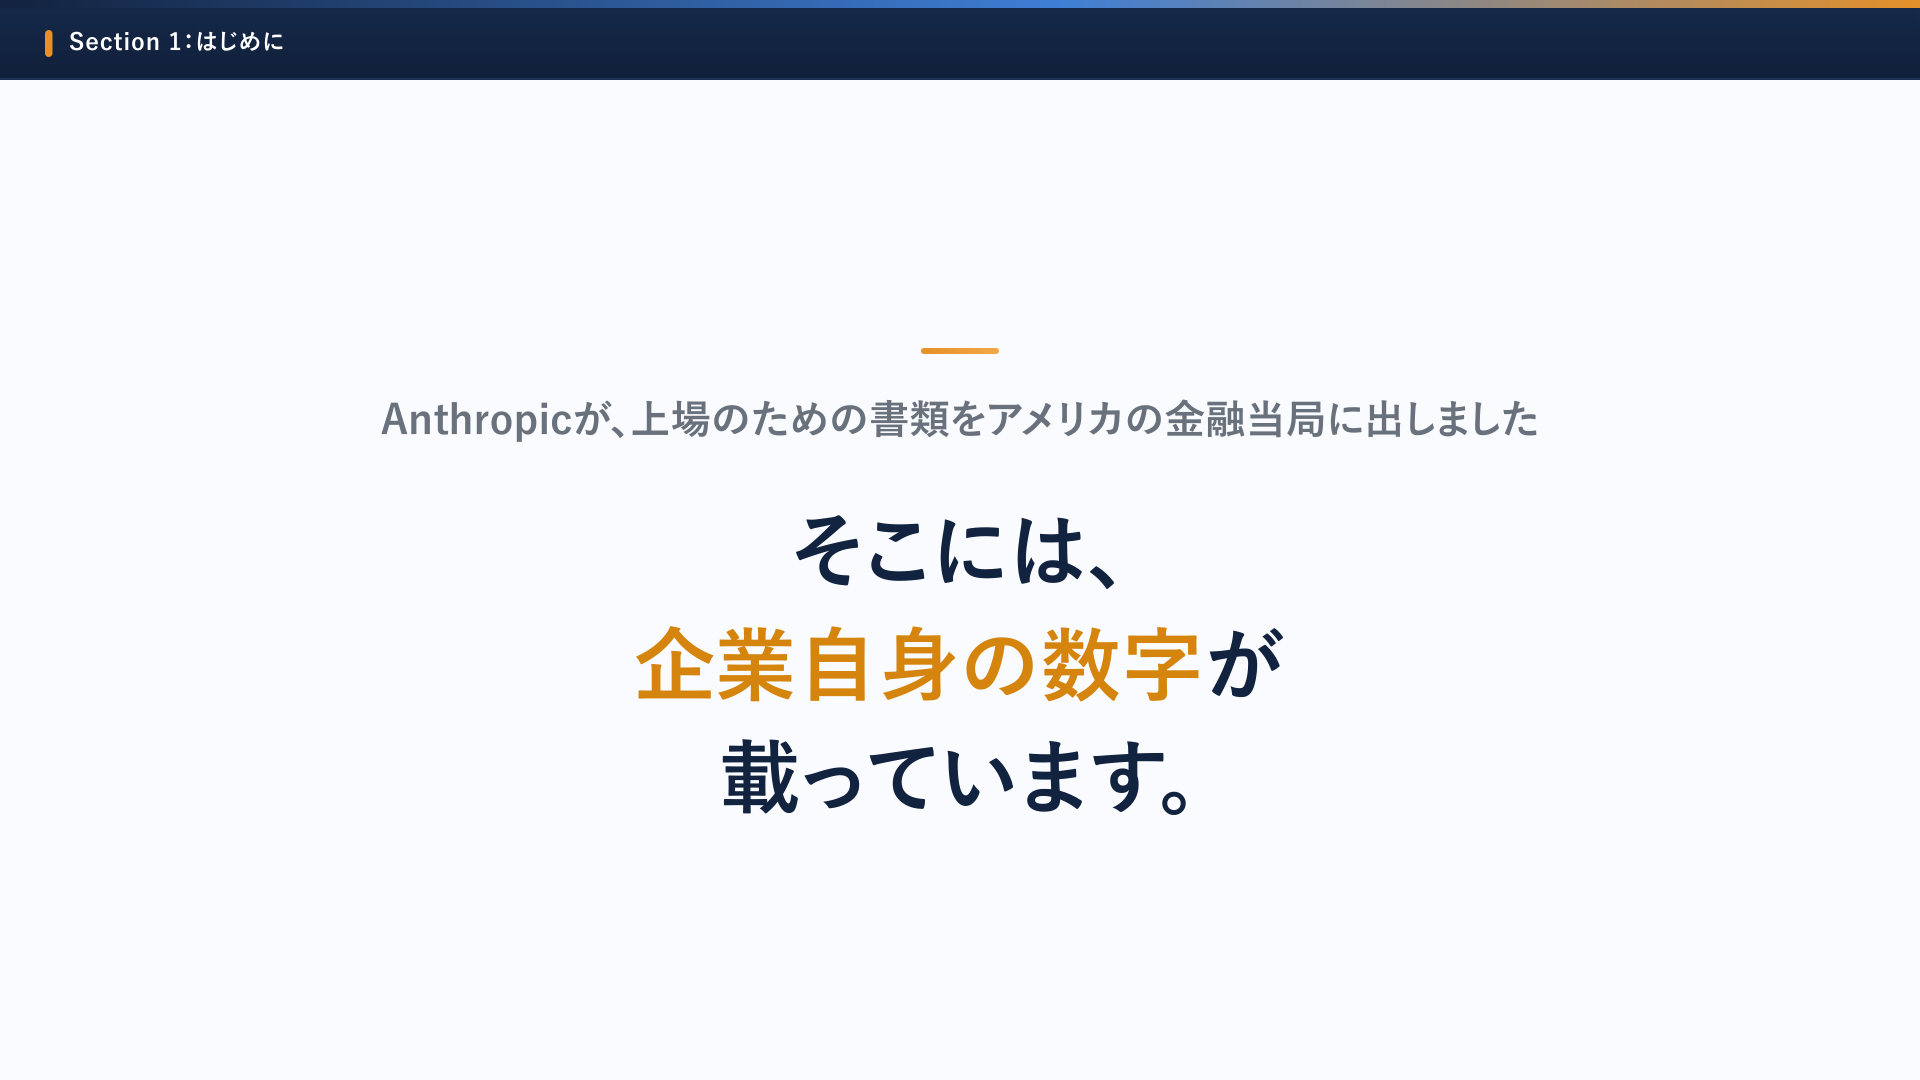 Section 1：はじめに
Anthropicが、上場のための書類をアメリカの金融当局に出しました
そこには、
企業自身の数字が
載っています。